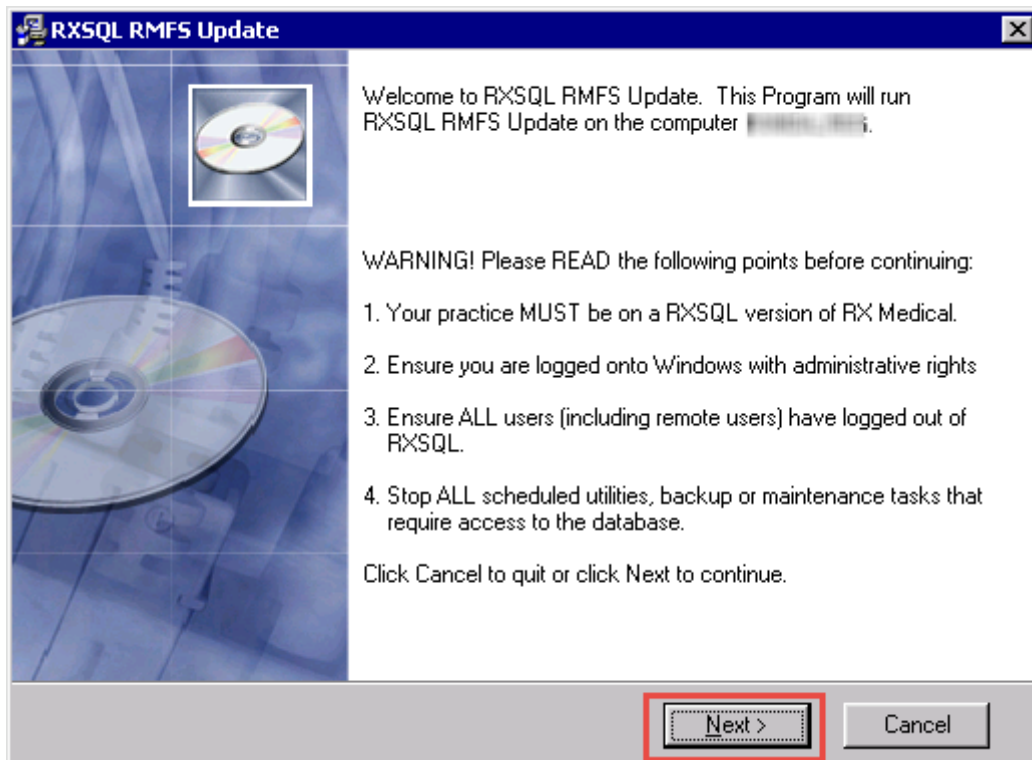 RXSQL RMFS Update
Welcome to RXSQL RMFS Update. This Program will run
RXSQL RMFS Update on the computer
WARNING! Please READ the following points before continuing:
1. Your practice MUST be on a RXSQL version of RX Medical.
2. Ensure you are logged onto Windows with administrative rights
3. Ensure ALL users (including remote users) have logged out of
RXSQL.
4. Stop ALL scheduled utilities, backup or maintenance tasks that
require access to the database.
Click Cancel to quit or click Next to continue.
Next >
Cancel